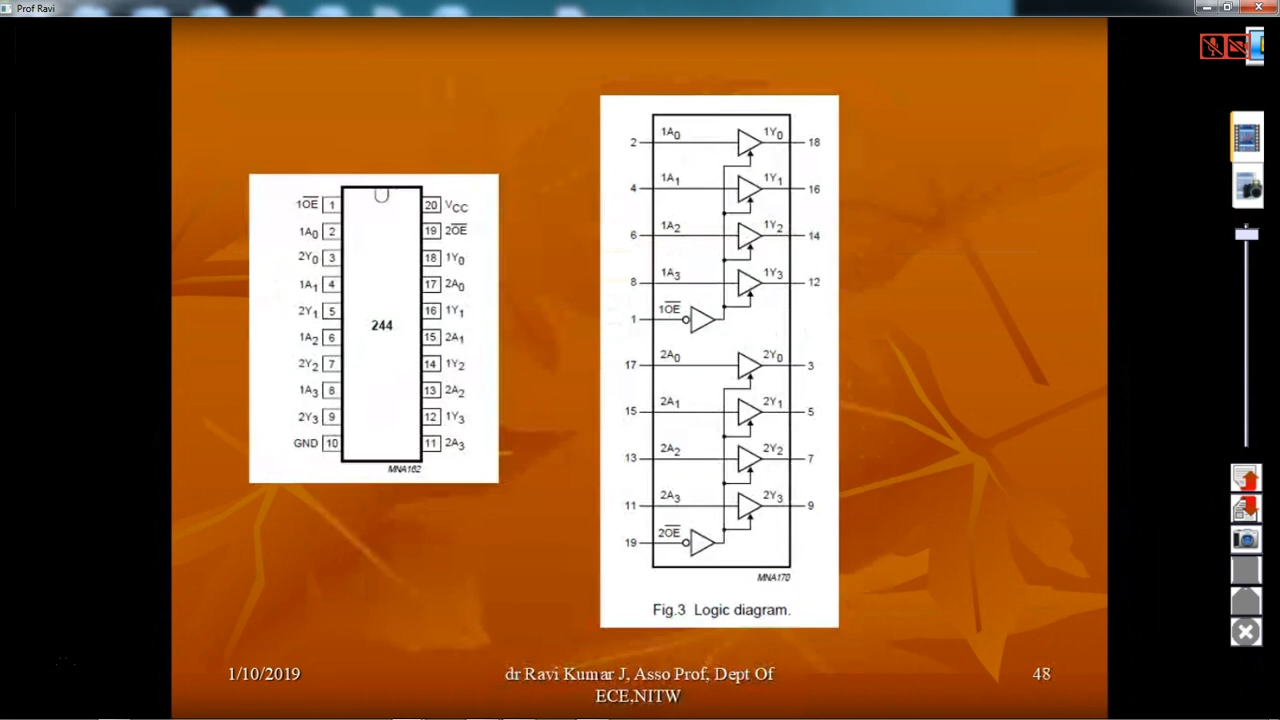 Prof Ravi
1O̅E̅ 1
1A0 2
2Y0 3
1A1 4
2Y1 5
1A2 6
2Y2 7
1A3 8
2Y3 9
GND 10
244
20 VCC
19 2O̅E̅
18 1Y0
17 2A0
16 1Y1
15 2A1
14 1Y2
13 2A2
12 1Y3
11 2A3
MNA162
2 1A0 1Y0 18
4 1A1 1Y1 16
6 1A2 1Y2 14
8 1A3 1Y3 12
1 1O̅E̅
17 2A0 2Y0 3
15 2A1 2Y1 5
13 2A2 2Y2 7
11 2A3 2Y3 9
19 2O̅E̅
MNA170
Fig.3 Logic diagram.
1/10/2019
dr Ravi Kumar J, Asso Prof, Dept Of
ECE,NITW
48